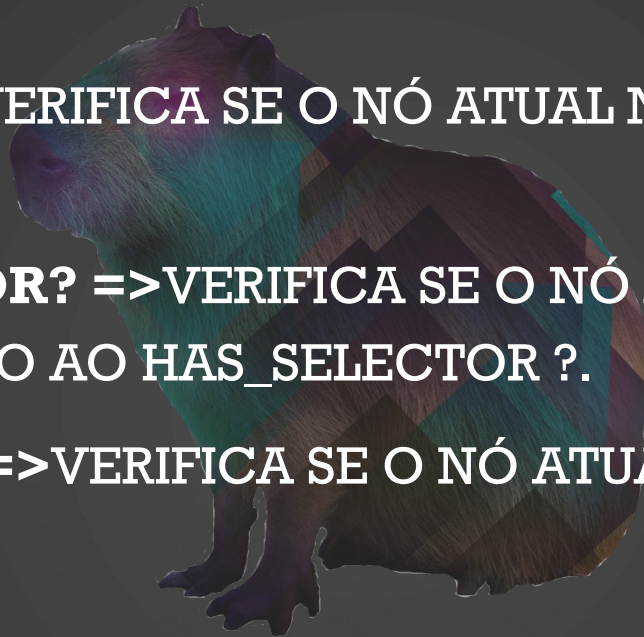 VERIFICA SE O NÓ ATUAL N
OR? =>VERIFICA SE O NÓ
O AO HAS_SELECTOR ?.
=>VERIFICA SE O NÓ ATUA